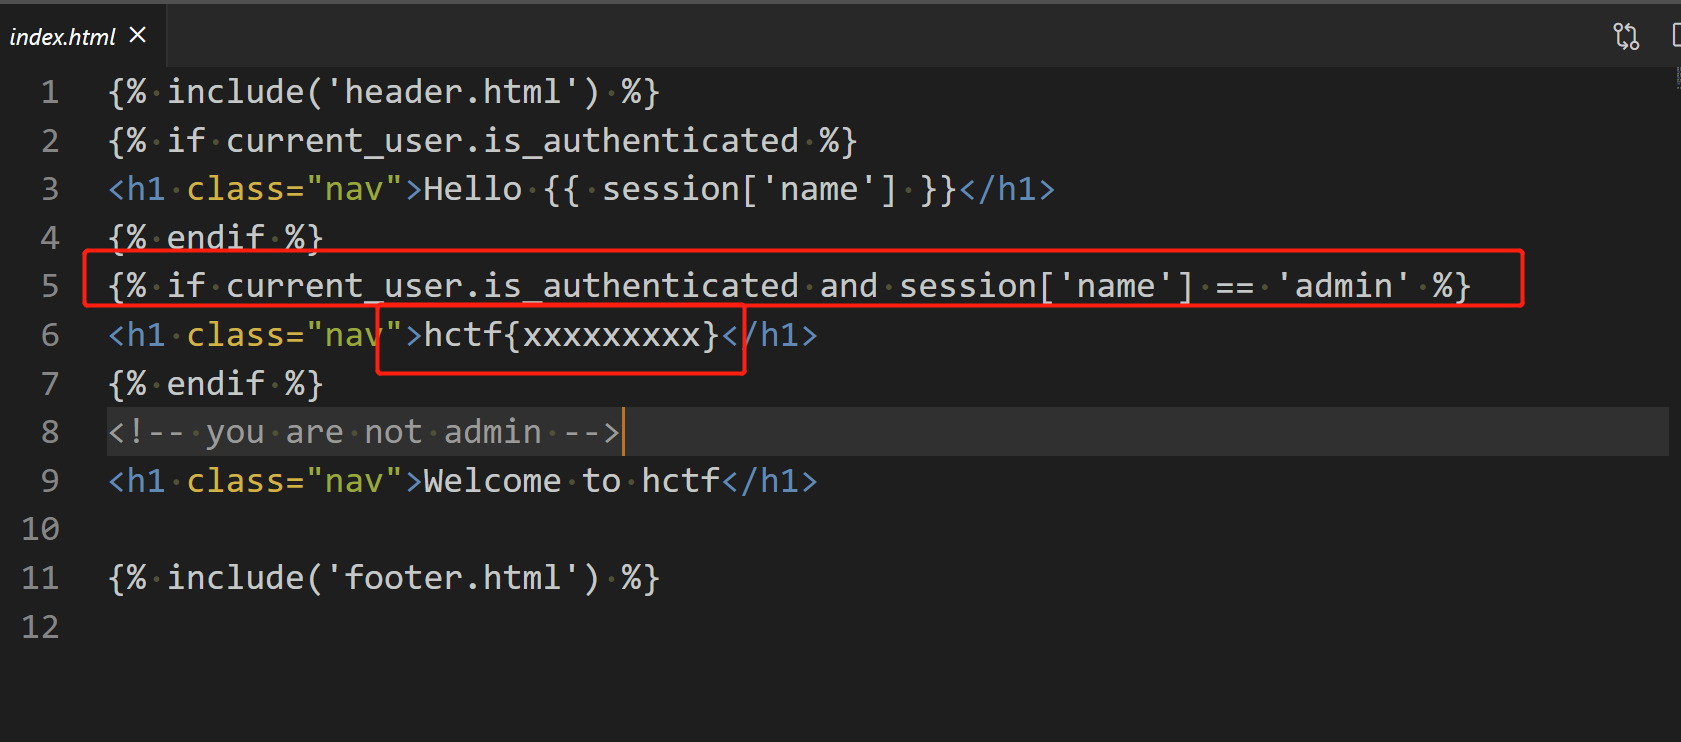 index.html
1 {% include('header.html') %}
2 {% if current_user.is_authenticated %}
3 <h1 class="nav">Hello {{ session['name'] }}</h1>
4 {% endif %}
5 {% if current_user.is_authenticated and session['name'] == 'admin' %}
6 <h1 class="nav">hctf{xxxxxxxxx}</h1>
7 {% endif %}
8 <!-- you are not admin -->
9 <h1 class="nav">Welcome to hctf</h1>
10
11 {% include('footer.html') %}
12